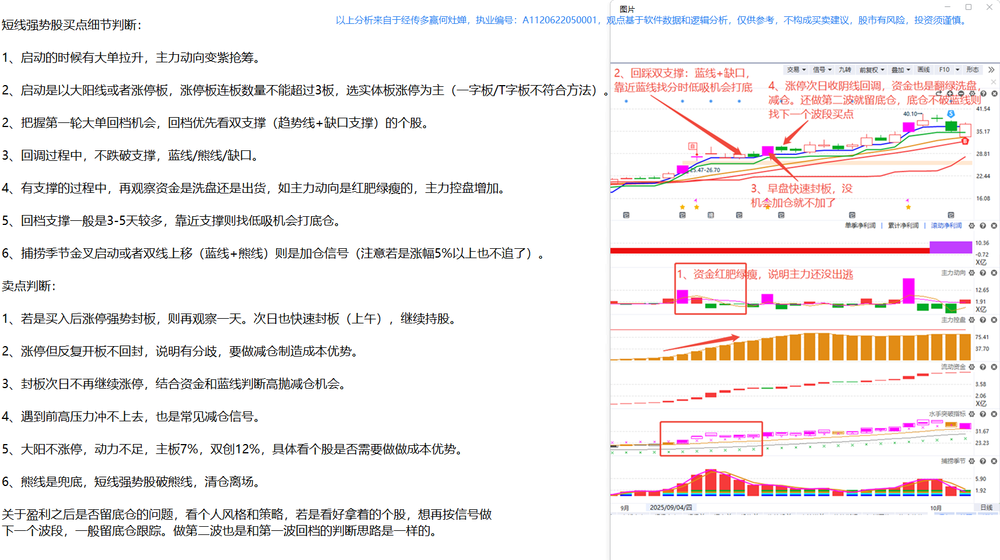 短线强势股买点细节判断：
以上分析来自于经传多赢何灶婵，执业编号：A1120622050001，观点基于软件数据和逻辑分析，仅供参考，不构成买卖建议，股市有风险，投资须谨慎。
1、启动的时候有大单拉升，主力动向变紫抢筹。
2、启动是以大阳线或者涨停板，涨停板连板数量不能超过3板，选实体板涨停为主（一字板/T字板不符合方法）。
2、把握第一轮大单回档机会，回档优先看双支撑（趋势线+缺口支撑）的个股。
3、回调过程中，不跌破支撑，蓝线/熊线/缺口。
4、有支撑的过程中，再观察资金是洗盘还是出货，如主力动向是红肥绿瘦的，主力控盘增加。
5、回档支撑一般是3-5天较多，靠近支撑则找低吸机会打底仓。
6、捕捞季节金叉启动或者双线上移（蓝线+熊线）则是加仓信号（注意若是涨幅5%以上也不追了）。
卖点判断：
1、若是买入后涨停强势封板，则再观察一天。次日也快速封板（上午），继续持股。
2、涨停但反复开板不回封，说明有分歧，要做减仓制造成本优势。
3、封板次日不再继续涨停，结合资金和蓝线判断高抛减仓机会。
4、遇到前高压力冲不上去，也是常见减仓信号。
5、大阳不涨停，动力不足，主板7%，双创12%，具体看个股是否需要做做成本优势。
6、熊线是兜底，短线强势股破熊线，清仓离场。
关于盈利之后是否留底仓的问题，看个人风格和策略，若是看好拿着的个股，想再按信号做
下一个波段，一般留底仓跟踪。做第二波也是和第一波回档的判断思路是一样的。
图片
交易 信号 九转 前复权 叠加 画线 F10 形态
2、回踩双支撑：蓝线+缺口，
靠近蓝线找分时低吸机会打底
4、涨停次日收阴线回调，资金也是翻绿洗盘，
减仓。还做第二波就留底仓，底仓不破蓝线则
找下一个波段买点
41.54
40.10
S
35.17
B
28.81
25.47-26.70
22.44
3、早盘快速封板，没
机会加仓就不加了
16.08
单季净利润 | 累计净利润 | 滚动净利润
10.36
-0.72
X亿
主力动向
1、资金红肥绿瘦，说明主力还没出逃
12.65
1.91
X亿
主力控盘
75.41
37.70
流动资金
3.58
2.06
X亿
水手突破指标
31.67
23.23
捕捞季节
5.90
1.92
9月 2025/09/04/四 10月 日线